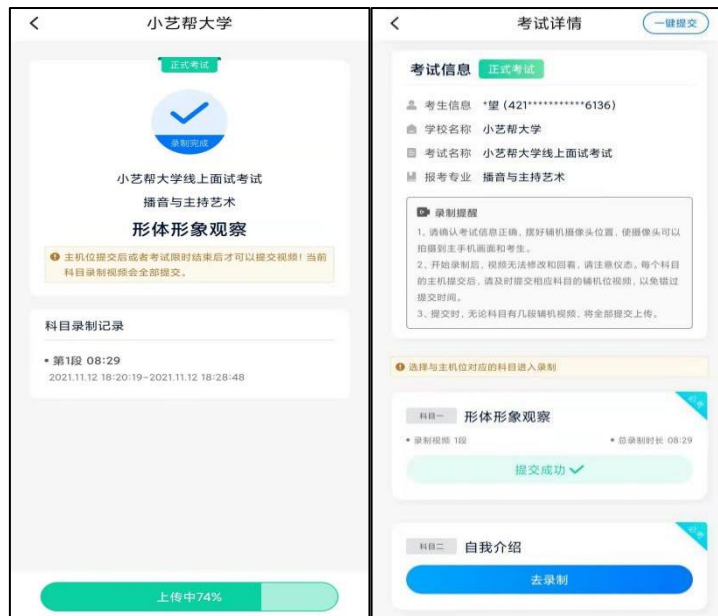 小艺帮大学
正式考试
录制完成
小艺帮大学线上面试考试
播音与主持艺术
形体形象观察
主机位提交后或者考试限时结束后才可以提交视频!当前
科目录制视频会全部提交。
科目录制记录
第1段 08:29
2021.11.12 18:20:19~2021.11.12 18:28:48
上传中74%
考试详情
一键提交
考试信息 正式考试
考生信息 *望 (421***********6136)
学校名称 小艺帮大学
考试名称 小艺帮大学线上面试考试
报考专业 播音与主持艺术
录制提醒
1、请确认考试信息正确,摆好辅机摄像头位置,使摄像头可以
拍摄到主手机画面和考生。
2、开始录制后,视频无法修改和回看,请注意仪态。每个科目
的主机提交后,请及时提交相应科目的辅机位视频,以免错过
提交时间。
3、提交时,无论科目有几段辅机视频,将全部提交上传。
选择与主机位对应的科目进入录制
科目一 形体形象观察
必考
录制视频 1段 总录制时长 08:29
提交成功
科目二 自我介绍
必考
去录制